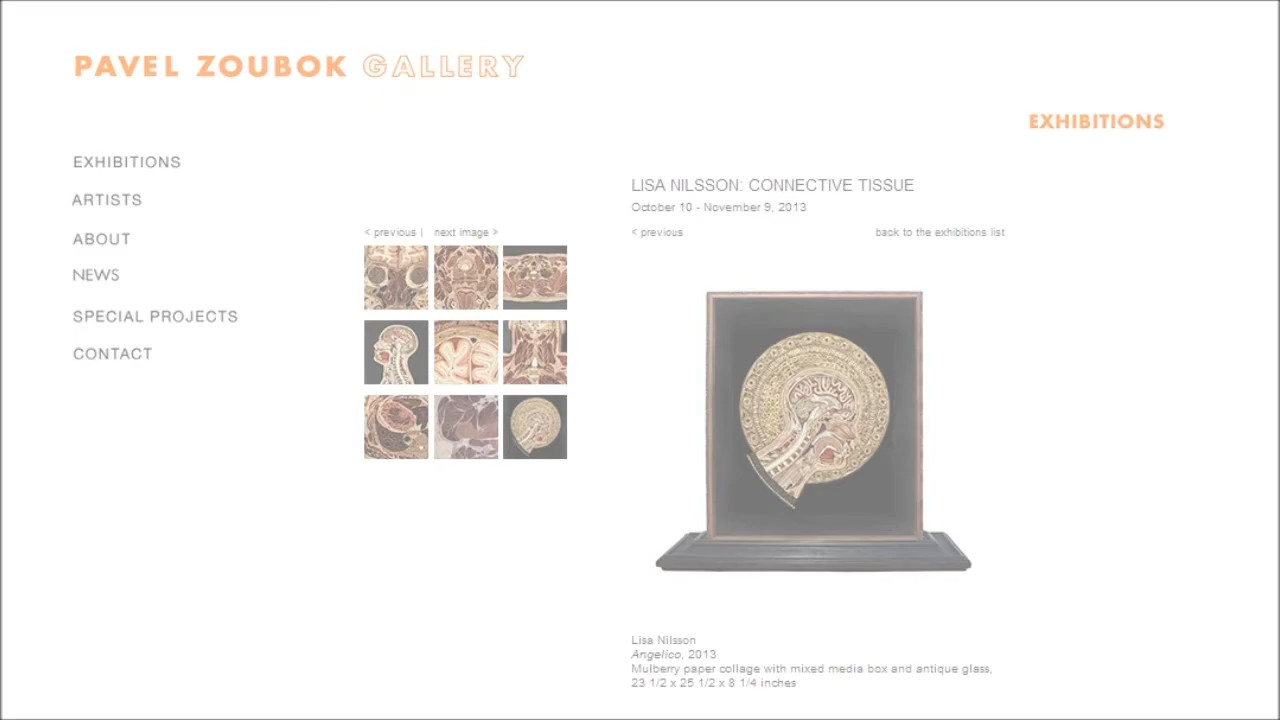 PAVEL ZOUBOK GALLERY
EXHIBITIONS
EXHIBITIONS
ARTISTS
ABOUT
NEWS
SPECIAL PROJECTS
CONTACT
< previous | next image >
LISA NILSSON: CONNECTIVE TISSUE
October 10 - November 9, 2013
< previous back to the exhibitions list
Lisa Nilsson
Angelico, 2013
Mulberry paper collage with mixed media box and antique glass,
23 1/2 x 25 1/2 x 8 1/4 inches